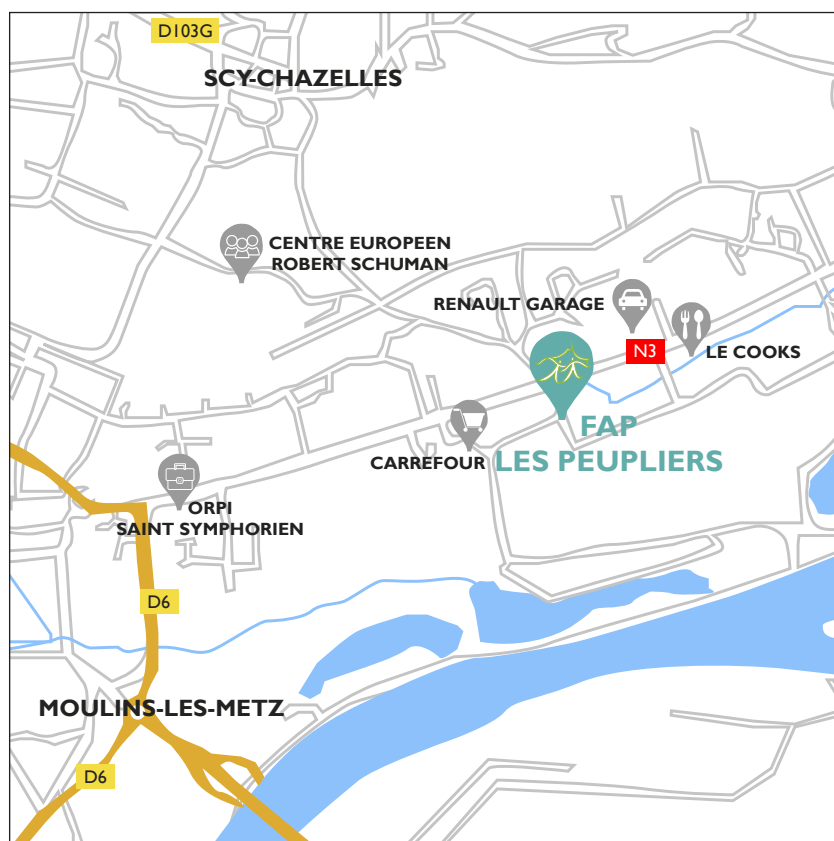 D103G
SCY-CHAZELLES
CENTRE EUROPEEN
ROBERT SCHUMAN
RENAULT GARAGE
N3
LE COOKS
FAP
LES PEUPLIERS
CARREFOUR
ORPI
SAINT SYMPHORIEN
D6
MOULINS-LES-METZ
D6